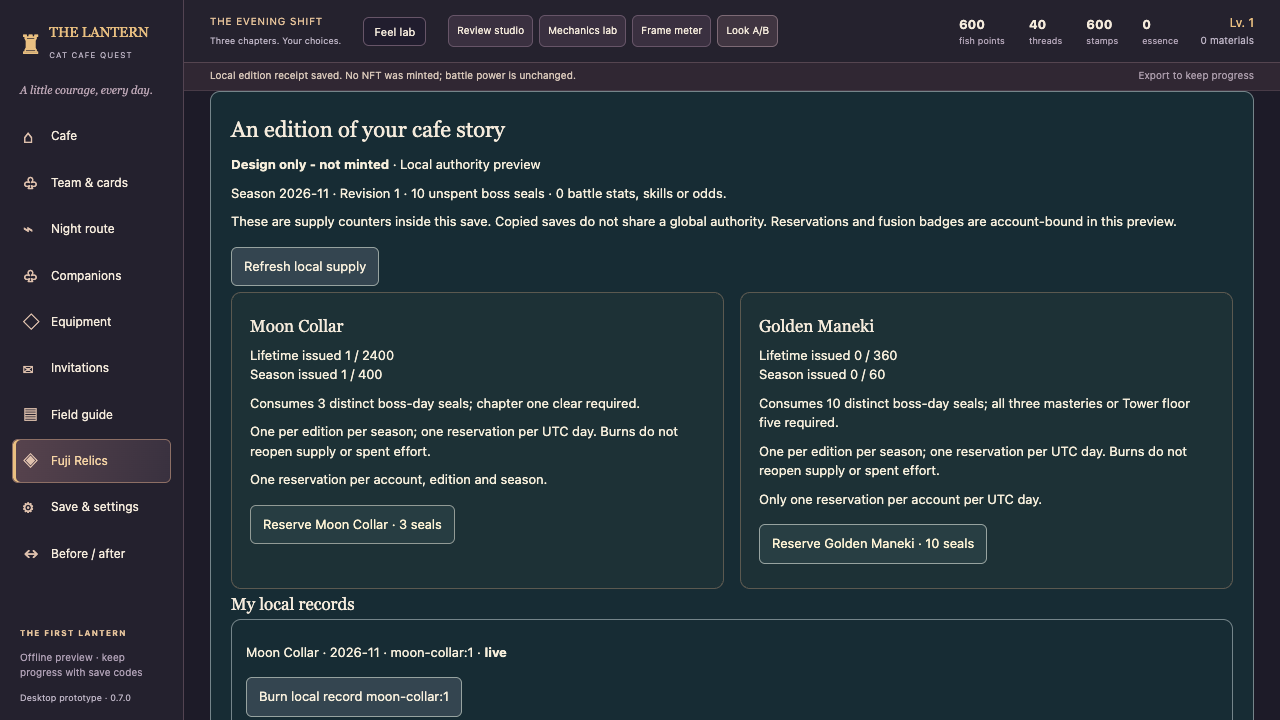 THE LANTERN
CAT CAFE QUEST
A little courage, every day.
Cafe
Team & cards
Night route
Companions
Equipment
Invitations
Field guide
Fuji Relics
Save & settings
Before / after
THE FIRST LANTERN
Offline preview · keep
progress with save codes
Desktop prototype · 0.7.0
THE EVENING SHIFT
Three chapters. Your choices.
Feel lab
Review studio
Mechanics lab
Frame meter
Look A/B
600
fish points
40
threads
600
stamps
0
essence
Lv. 1
0 materials
Local edition receipt saved. No NFT was minted; battle power is unchanged.
Export to keep progress
An edition of your cafe story
Design only - not minted · Local authority preview
Season 2026-11 · Revision 1 · 10 unspent boss seals · 0 battle stats, skills or odds.
These are supply counters inside this save. Copied saves do not share a global authority. Reservations and fusion badges are account-bound in this preview.
Refresh local supply
Moon Collar
Lifetime issued 1 / 2400
Season issued 1 / 400
Consumes 3 distinct boss-day seals; chapter one clear required.
One per edition per season; one reservation per UTC day. Burns do not
reopen supply or spent effort.
One reservation per account, edition and season.
Reserve Moon Collar · 3 seals
Golden Maneki
Lifetime issued 0 / 360
Season issued 0 / 60
Consumes 10 distinct boss-day seals; all three masteries or Tower floor
five required.
One per edition per season; one reservation per UTC day. Burns do not
reopen supply or spent effort.
Only one reservation per account per UTC day.
Reserve Golden Maneki · 10 seals
My local records
Moon Collar · 2026-11 · moon-collar:1 · live
Burn local record moon-collar:1